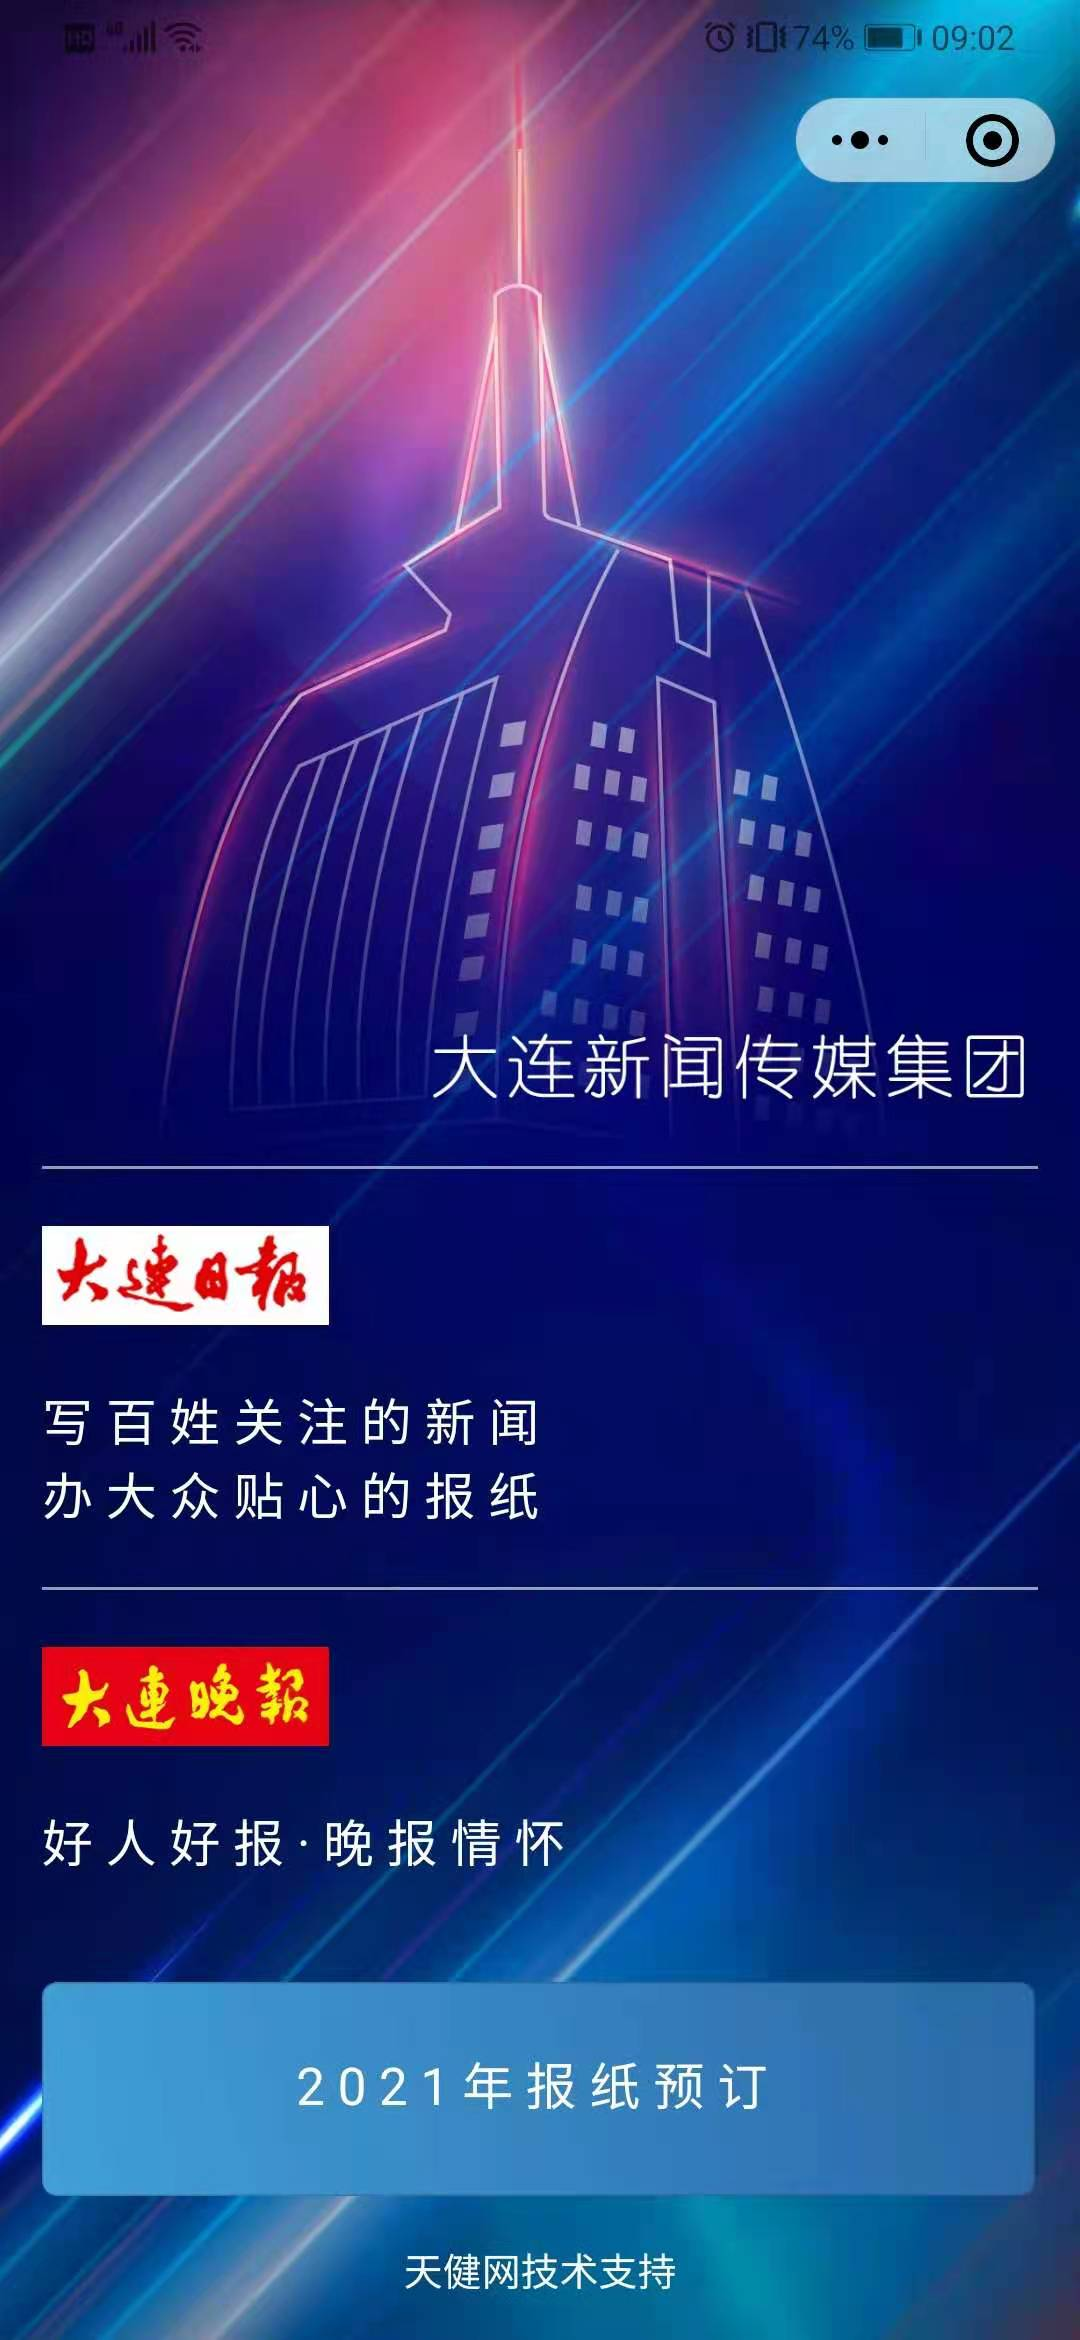 HD 4G 74% 09:02
大连新闻传媒集团
大連日報
写百姓关注的新闻
办大众贴心的报纸
大連晚報
好人好报·晚报情怀
2021年报纸预订
天健网技术支持